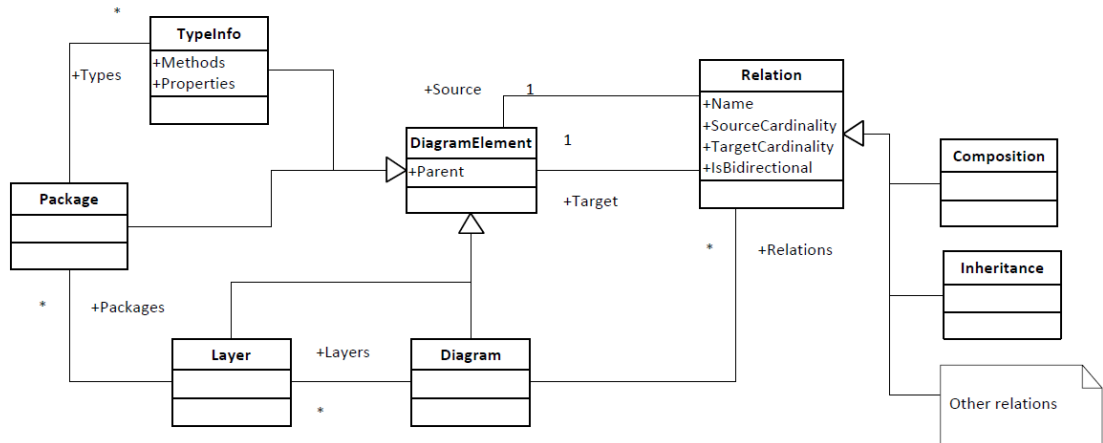 *
TypeInfo
+Methods
+Properties
+Types
+Source
1
Relation
+Name
+SourceCardinality
+TargetCardinality
+IsBidirectional
DiagramElement
+Parent
1
+Target
Composition
Package
*
+Relations
Inheritance
*
+Packages
Layer
+Layers
*
Diagram
Other relations